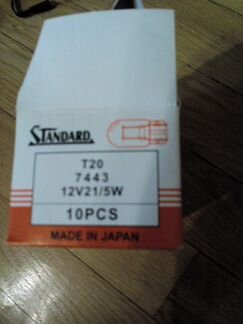 STANDARD
T20
7443
12V21/5W
10PCS
MADE IN JAPAN